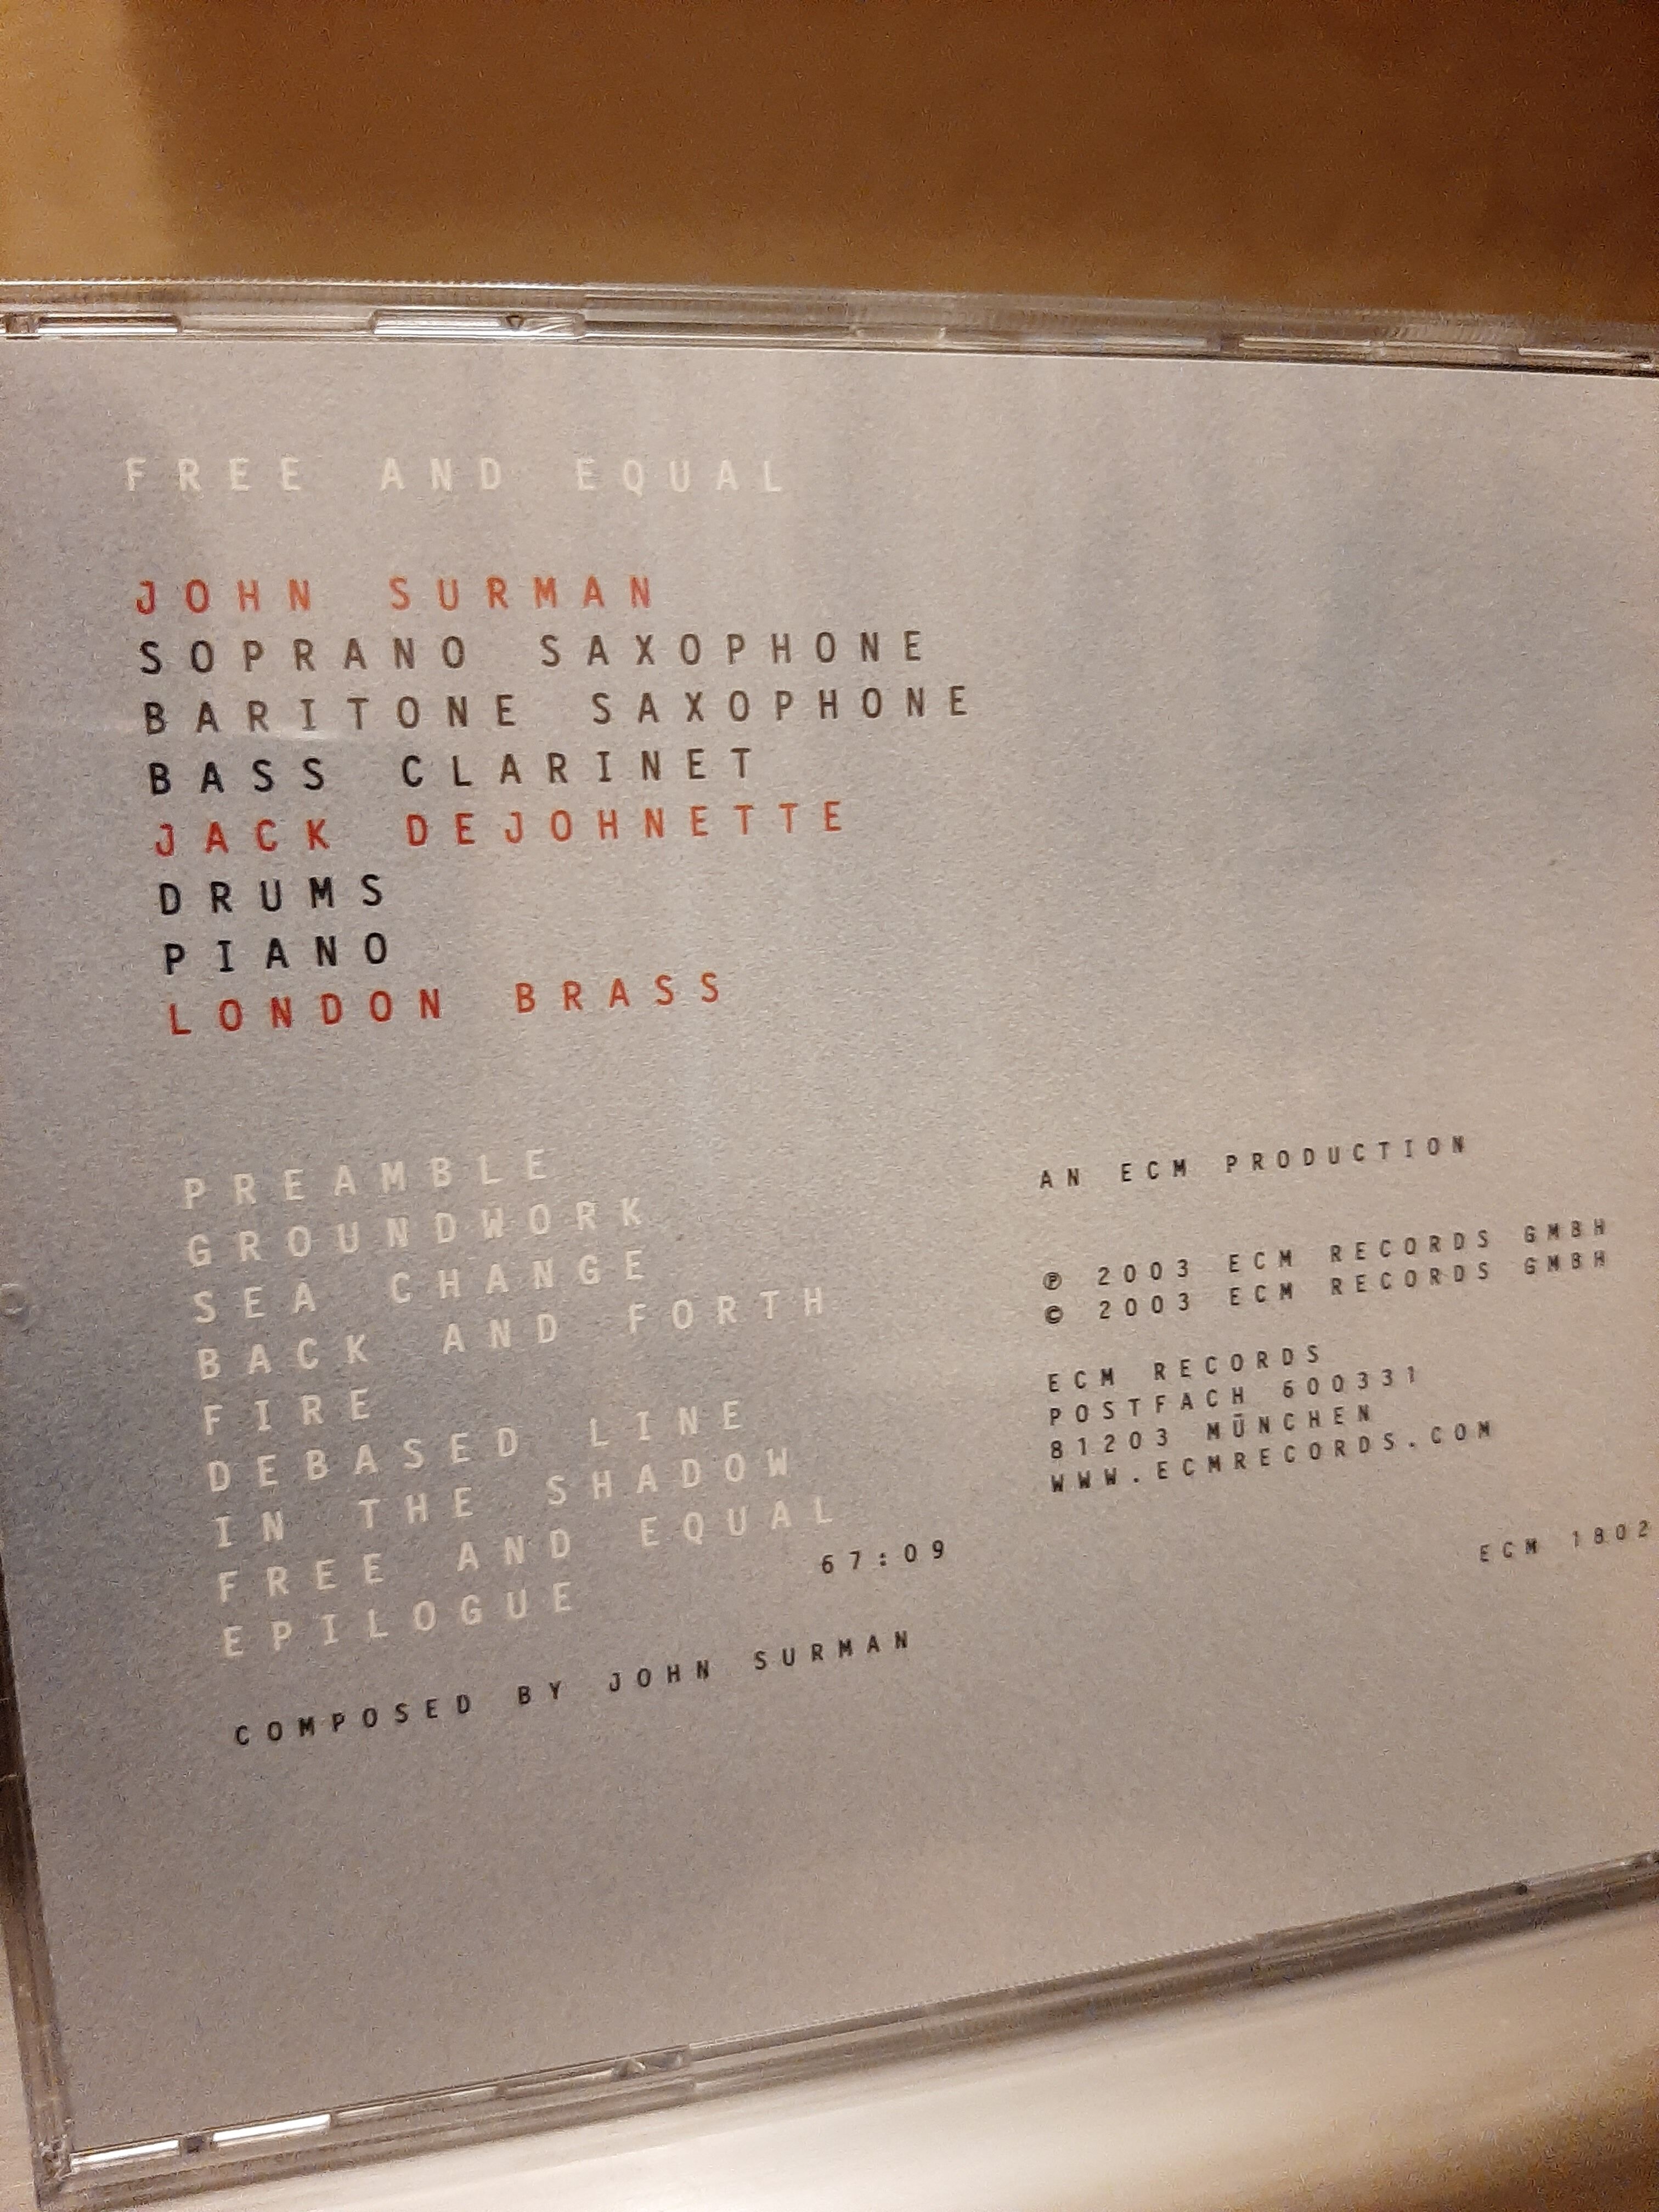 FREE AND EQUAL
JOHN SURMAN
SOPRANO SAXOPHONE
BARITONE SAXOPHONE
BASS CLARINET
JACK DEJOHNETTE
DRUMS
PIANO
LONDON BRASS
PREAMBLE
GROUNDWORK
SEA CHANGE
BACK AND FORTH
FIRE
DEBASED LINE
IN THE SHADOW
FREE AND EQUAL
EPILOGUE
67:09
COMPOSED BY JOHN SURMAN
AN ECM PRODUCTION
℗ 2003 ECM RECORDS GMBH
© 2003 ECM RECORDS GMBH
ECM RECORDS
POSTFACH 600331
81203 MÜNCHEN
WWW.ECMRECORDS.COM
ECM 1802